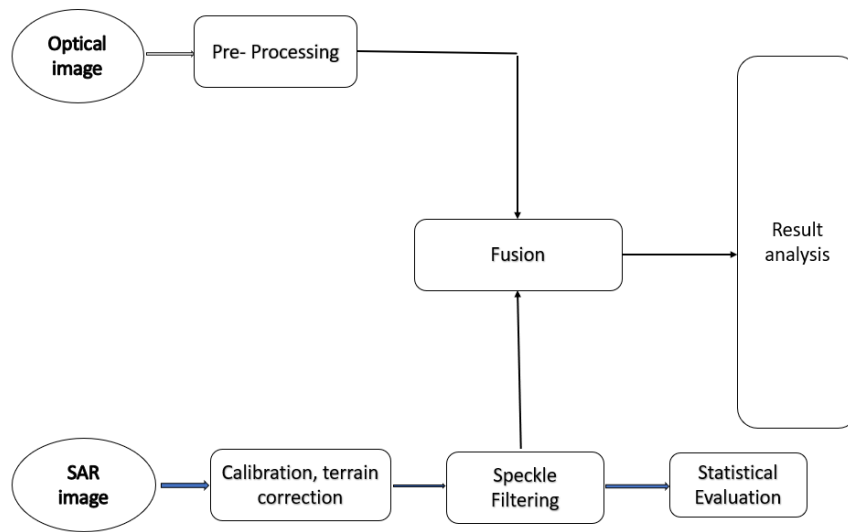 Optical
image
Pre- Processing
Fusion
Result
analysis
SAR
image
Calibration, terrain
correction
Speckle
Filtering
Statistical
Evaluation